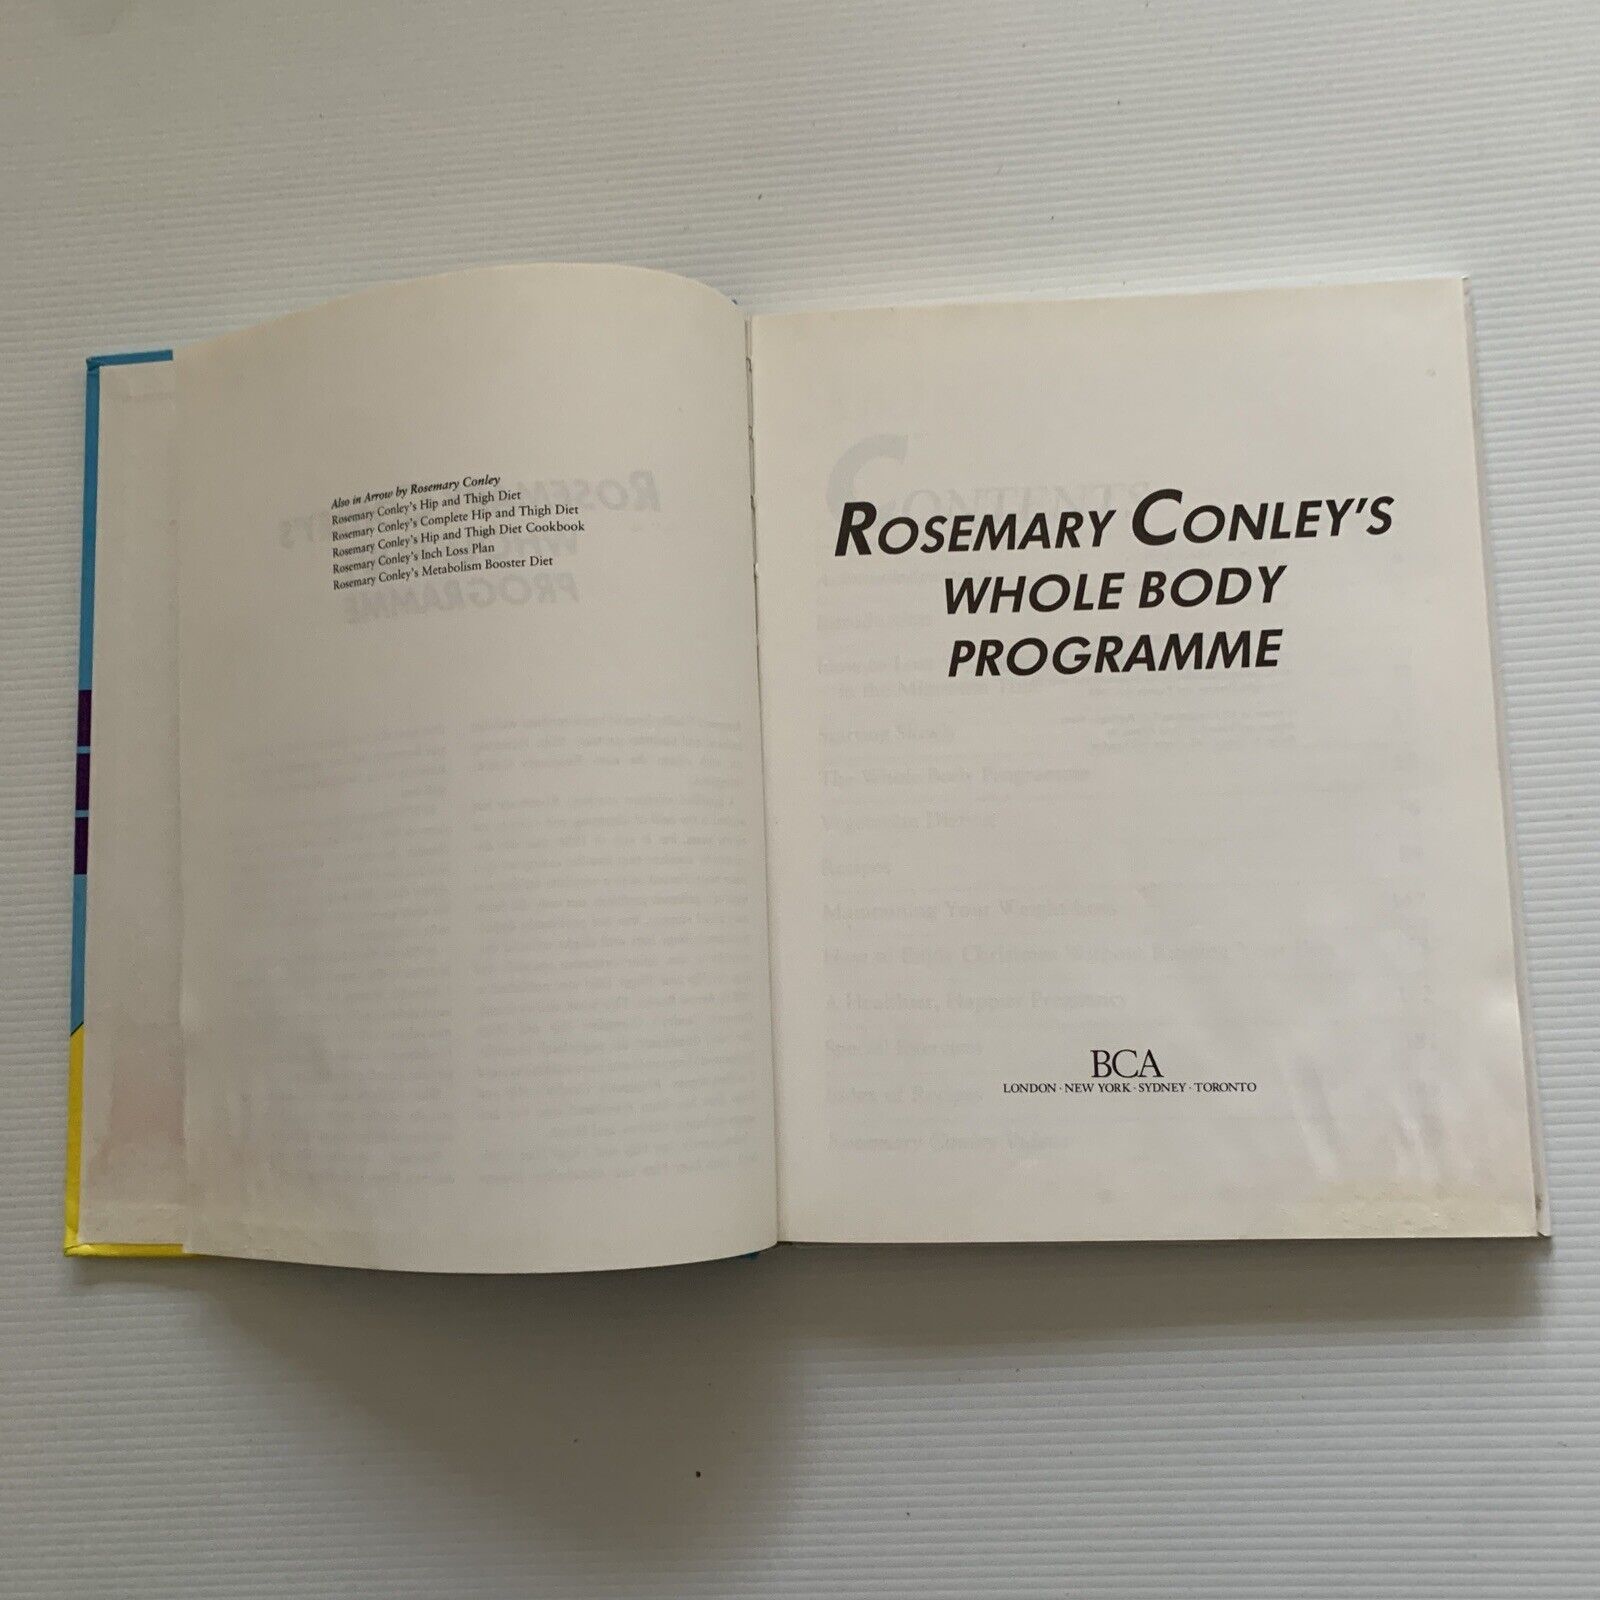 Also in Arrow by Rosemary Conley
Rosemary Conley's Hip and Thigh Diet
Rosemary Conley's Complete Hip and Thigh Diet
Rosemary Conley's Hip and Thigh Diet Cookbook
Rosemary Conley's Inch Loss Plan
Rosemary Conley's Metabolism Booster Diet
ROSEMARY CONLEY'S
WHOLE BODY
PROGRAMME
BCA
LONDON · NEW YORK · SYDNEY · TORONTO